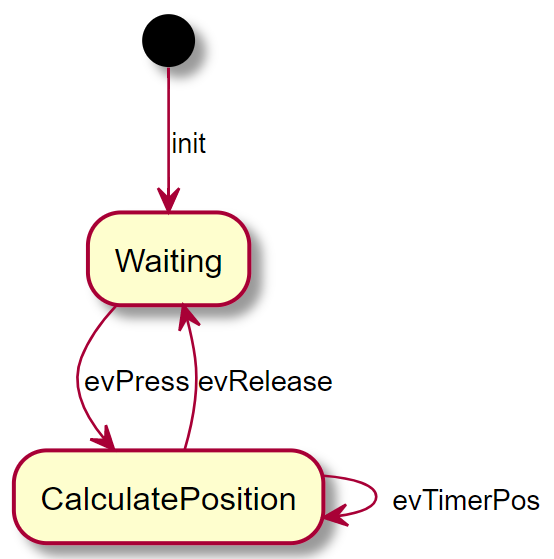 init
Waiting
evPress
evRelease
CalculatePosition
evTimerPos